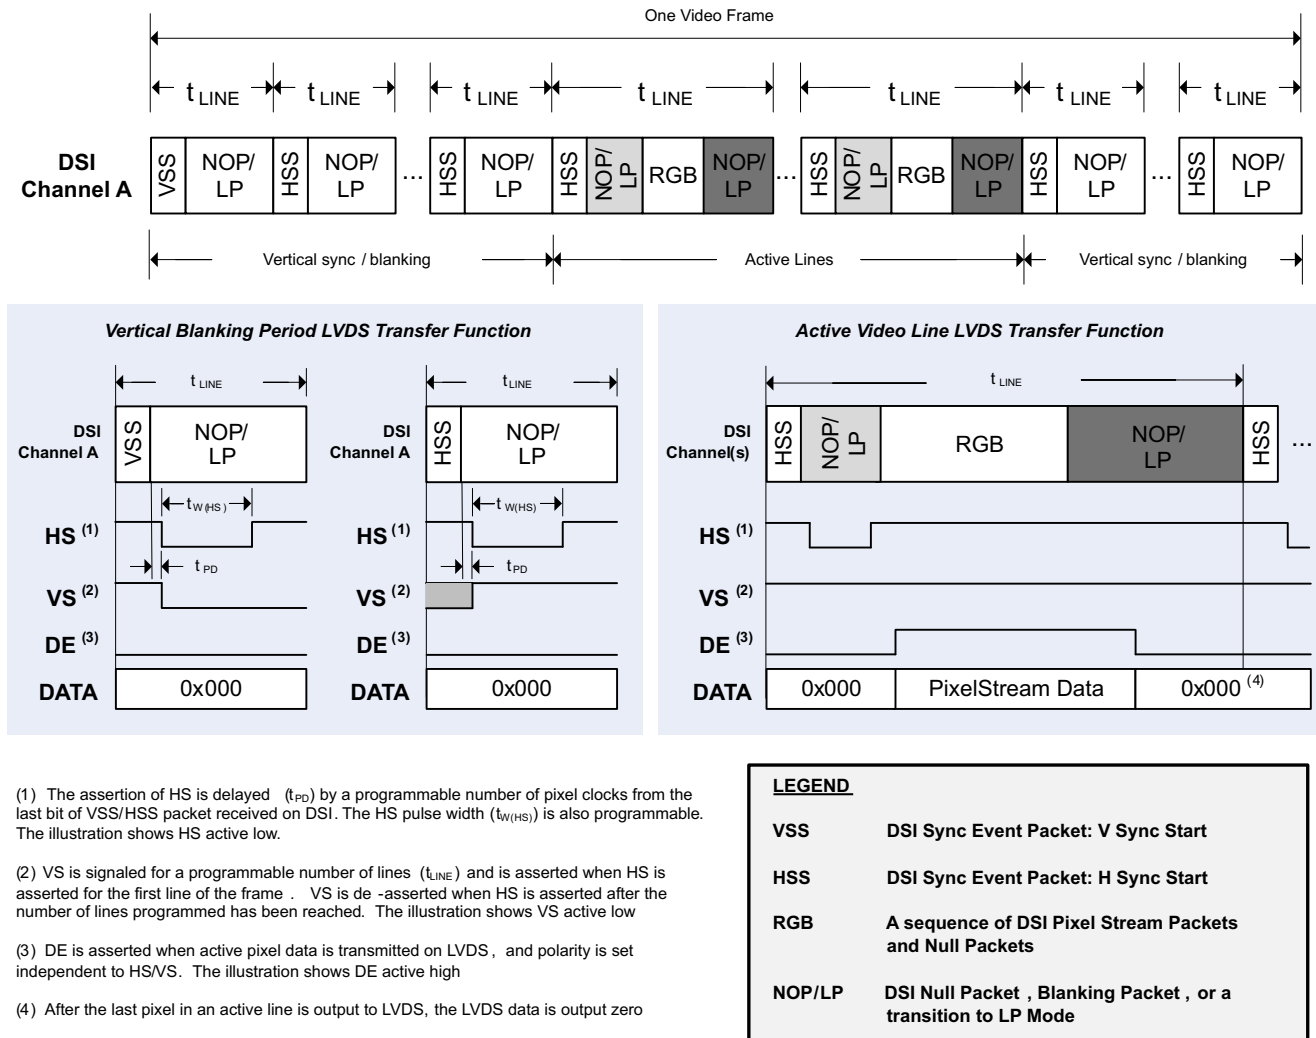 One Video Frame
t LINE t LINE t LINE t LINE t LINE t LINE t LINE
DSI
Channel A
VSS NOP/
LP HSS NOP/
LP ... HSS NOP/
LP HSS NOP/
LP RGB NOP/
LP ... HSS NOP/
LP RGB NOP/
LP HSS NOP/
LP ... HSS NOP/
LP
Vertical sync / blanking Active Lines Vertical sync / blanking
Vertical Blanking Period LVDS Transfer Function
t LINE t LINE
DSI
Channel A
VSS NOP/
LP
DSI
Channel A
HSS NOP/
LP
t W(HS) t W(HS)
HS (1) HS (1)
t PD t PD
VS (2) VS (2)
DE (3) DE (3)
DATA 0x000 DATA 0x000
Active Video Line LVDS Transfer Function
t LINE
DSI
Channel(s)
HSS NOP/
LP RGB NOP/
LP HSS ...
HS (1)
VS (2)
DE (3)
DATA 0x000 PixelStream Data 0x000 (4)
(1) The assertion of HS is delayed (tPD) by a programmable number of pixel clocks from the
last bit of VSS/HSS packet received on DSI. The HS pulse width (tW(HS)) is also programmable.
The illustration shows HS active low.
(2) VS is signaled for a programmable number of lines (tLINE) and is asserted when HS is
asserted for the first line of the frame . VS is de -asserted when HS is asserted after the
number of lines programmed has been reached. The illustration shows VS active low
(3) DE is asserted when active pixel data is transmitted on LVDS , and polarity is set
independent to HS/VS. The illustration shows DE active high
(4) After the last pixel in an active line is output to LVDS, the LVDS data is output zero
LEGEND
VSS DSI Sync Event Packet: V Sync Start
HSS DSI Sync Event Packet: H Sync Start
RGB A sequence of DSI Pixel Stream Packets
and Null Packets
NOP/LP DSI Null Packet , Blanking Packet , or a
transition to LP Mode